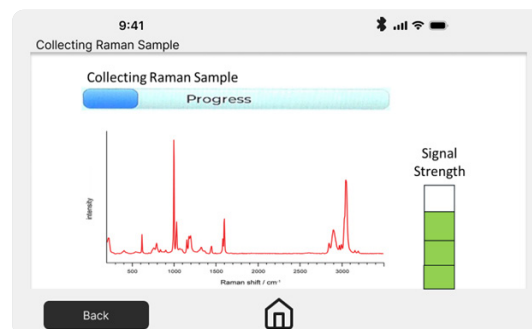 9:41
Collecting Raman Sample
Collecting Raman Sample
Progress
Signal
Strength
intensity
500 1000 1500 2000 2500 3000
Raman shift / cm⁻¹
Back